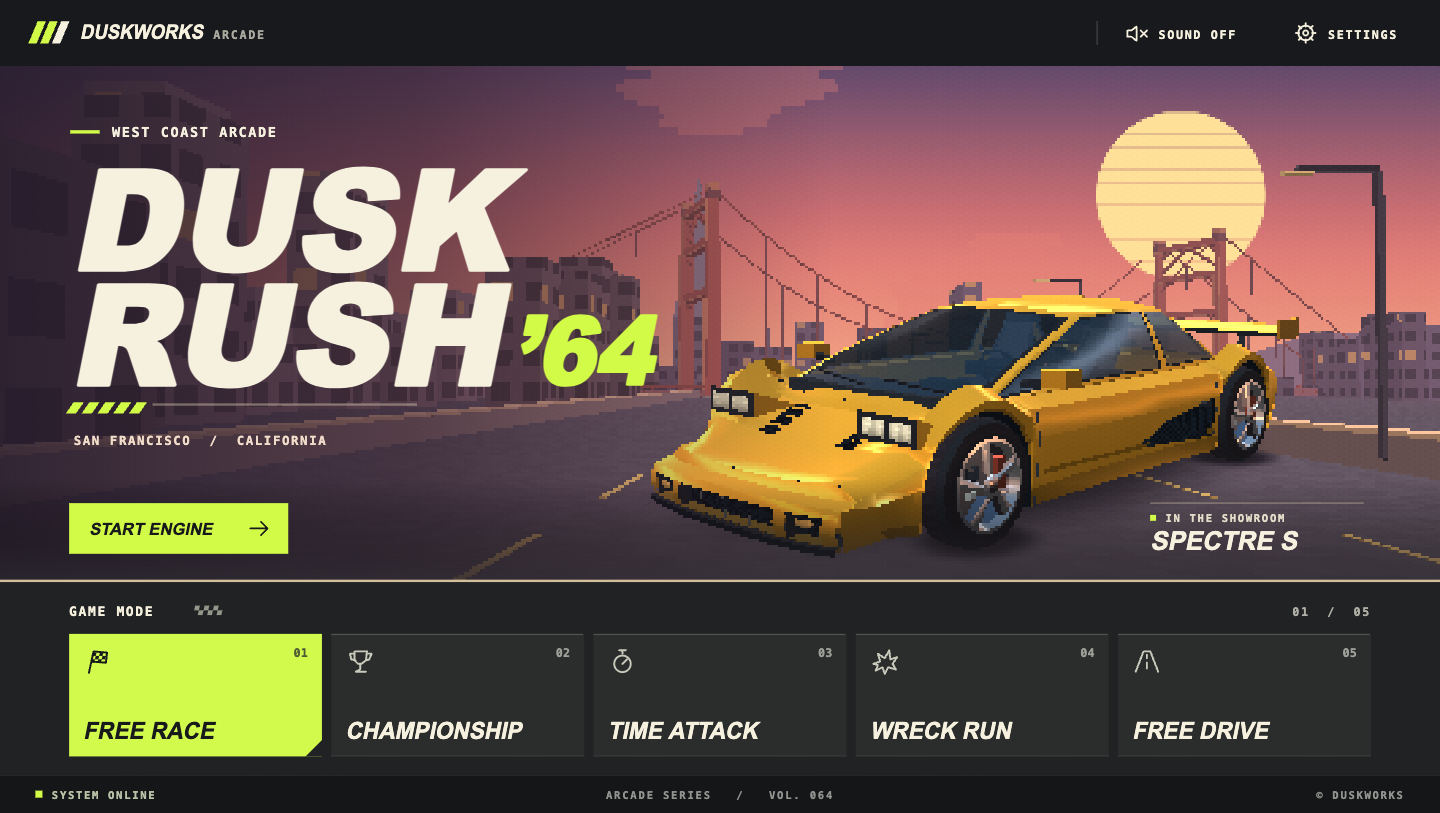 DUSKWORKS ARCADE
SOUND OFF
SETTINGS
WEST COAST ARCADE
DUSK
RUSH '64
SAN FRANCISCO / CALIFORNIA
START ENGINE
IN THE SHOWROOM
SPECTRE S
GAME MODE
01 / 05
01
FREE RACE
02
CHAMPIONSHIP
03
TIME ATTACK
04
WRECK RUN
05
FREE DRIVE
SYSTEM ONLINE
ARCADE SERIES / VOL. 064
© DUSKWORKS